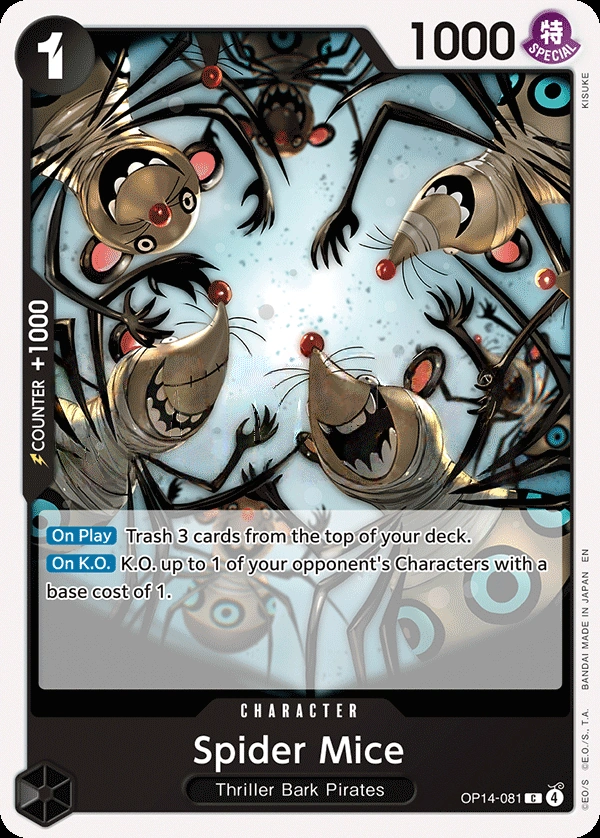 1
1000
特
SPECIAL
KISUKE
COUNTER +1000
On Play Trash 3 cards from the top of your deck.
On K.O. K.O. up to 1 of your opponent's Characters with a
base cost of 1.
CHARACTER
Spider Mice
Thriller Bark Pirates
OP14-081 C 4
©EO/S ©E.O./S., T.A. BANDAI MADE IN JAPAN EN